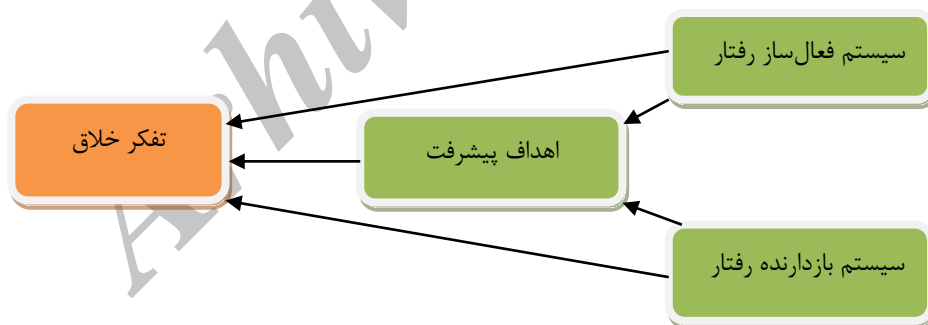 سیستم فعال‌ساز رفتار
تفکر خلاق
اهداف پیشرفت
سیستم بازدارنده رفتار